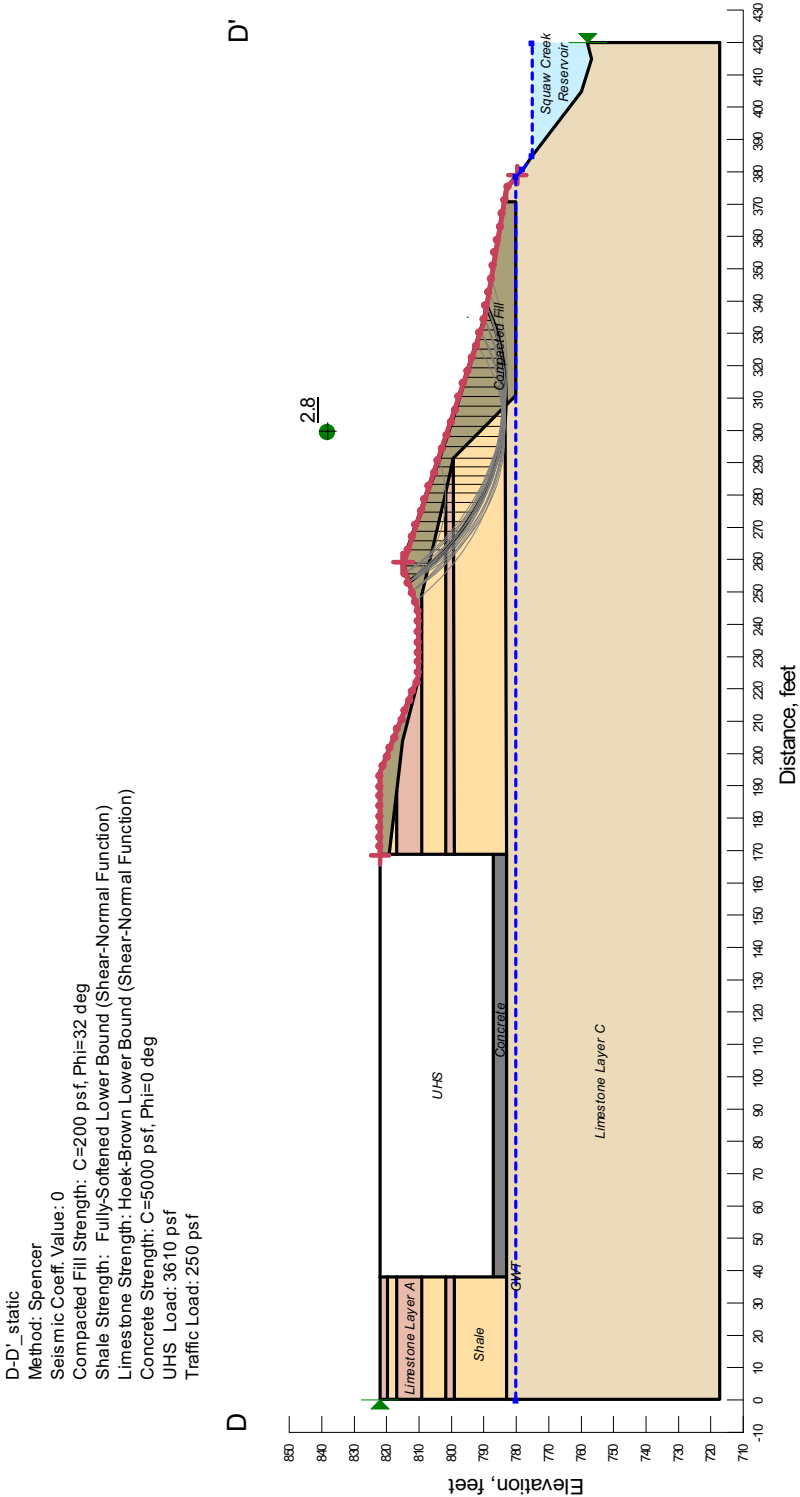 D-D'_static
Method: Spencer
Seismic Coeff. Value: 0
Compacted Fill Strength: C=200 psf, Phi=32 deg
Shale Strength: Fully-Softened Lower Bound (Shear-Normal Function)
Limestone Strength: Hoek-Brown Lower Bound (Shear-Normal Function)
Concrete Strength: C=5000 psf, Phi=0 deg
UHS Load: 3610 psf
Traffic Load: 250 psf
D
D'
2.8
Squaw Creek
Reservoir
Compacted Fill
UHS
Concrete
Limestone Layer A
Shale
GWT
Limestone Layer C
Elevation, feet
850
840
830
820
810
800
790
780
770
760
750
740
730
720
710
-10
0
10
20
30
40
50
60
70
80
90
100
110
120
130
140
150
160
170
180
190
200
210
220
230
240
250
260
270
280
290
300
310
320
330
340
350
360
370
380
390
400
410
420
430
Distance, feet